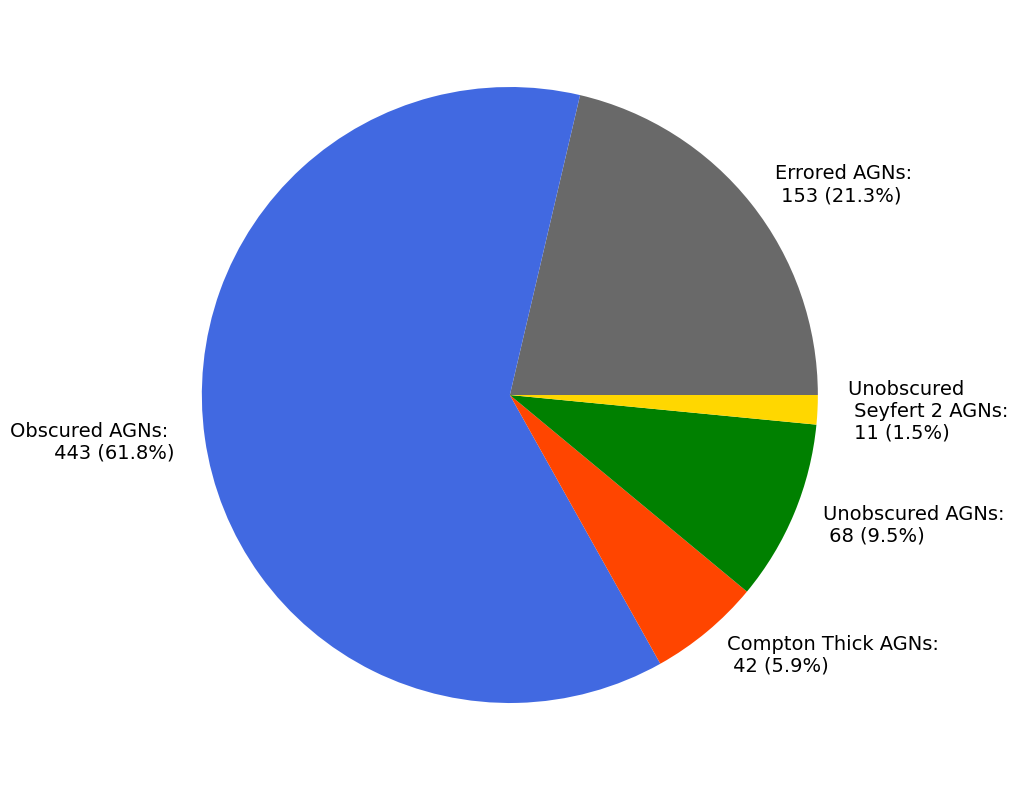 Errored AGNs:
153 (21.3%)
Obscured AGNs:
443 (61.8%)
Unobscured
Seyfert 2 AGNs:
11 (1.5%)
Unobscured AGNs:
68 (9.5%)
Compton Thick AGNs:
42 (5.9%)